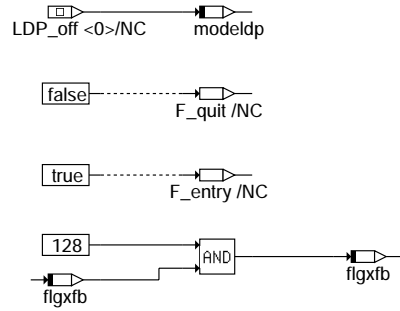 LDP_off <0>/NC
modeldp
false
F_quit /NC
true
F_entry /NC
128
AND
flgxfb
flgxfb